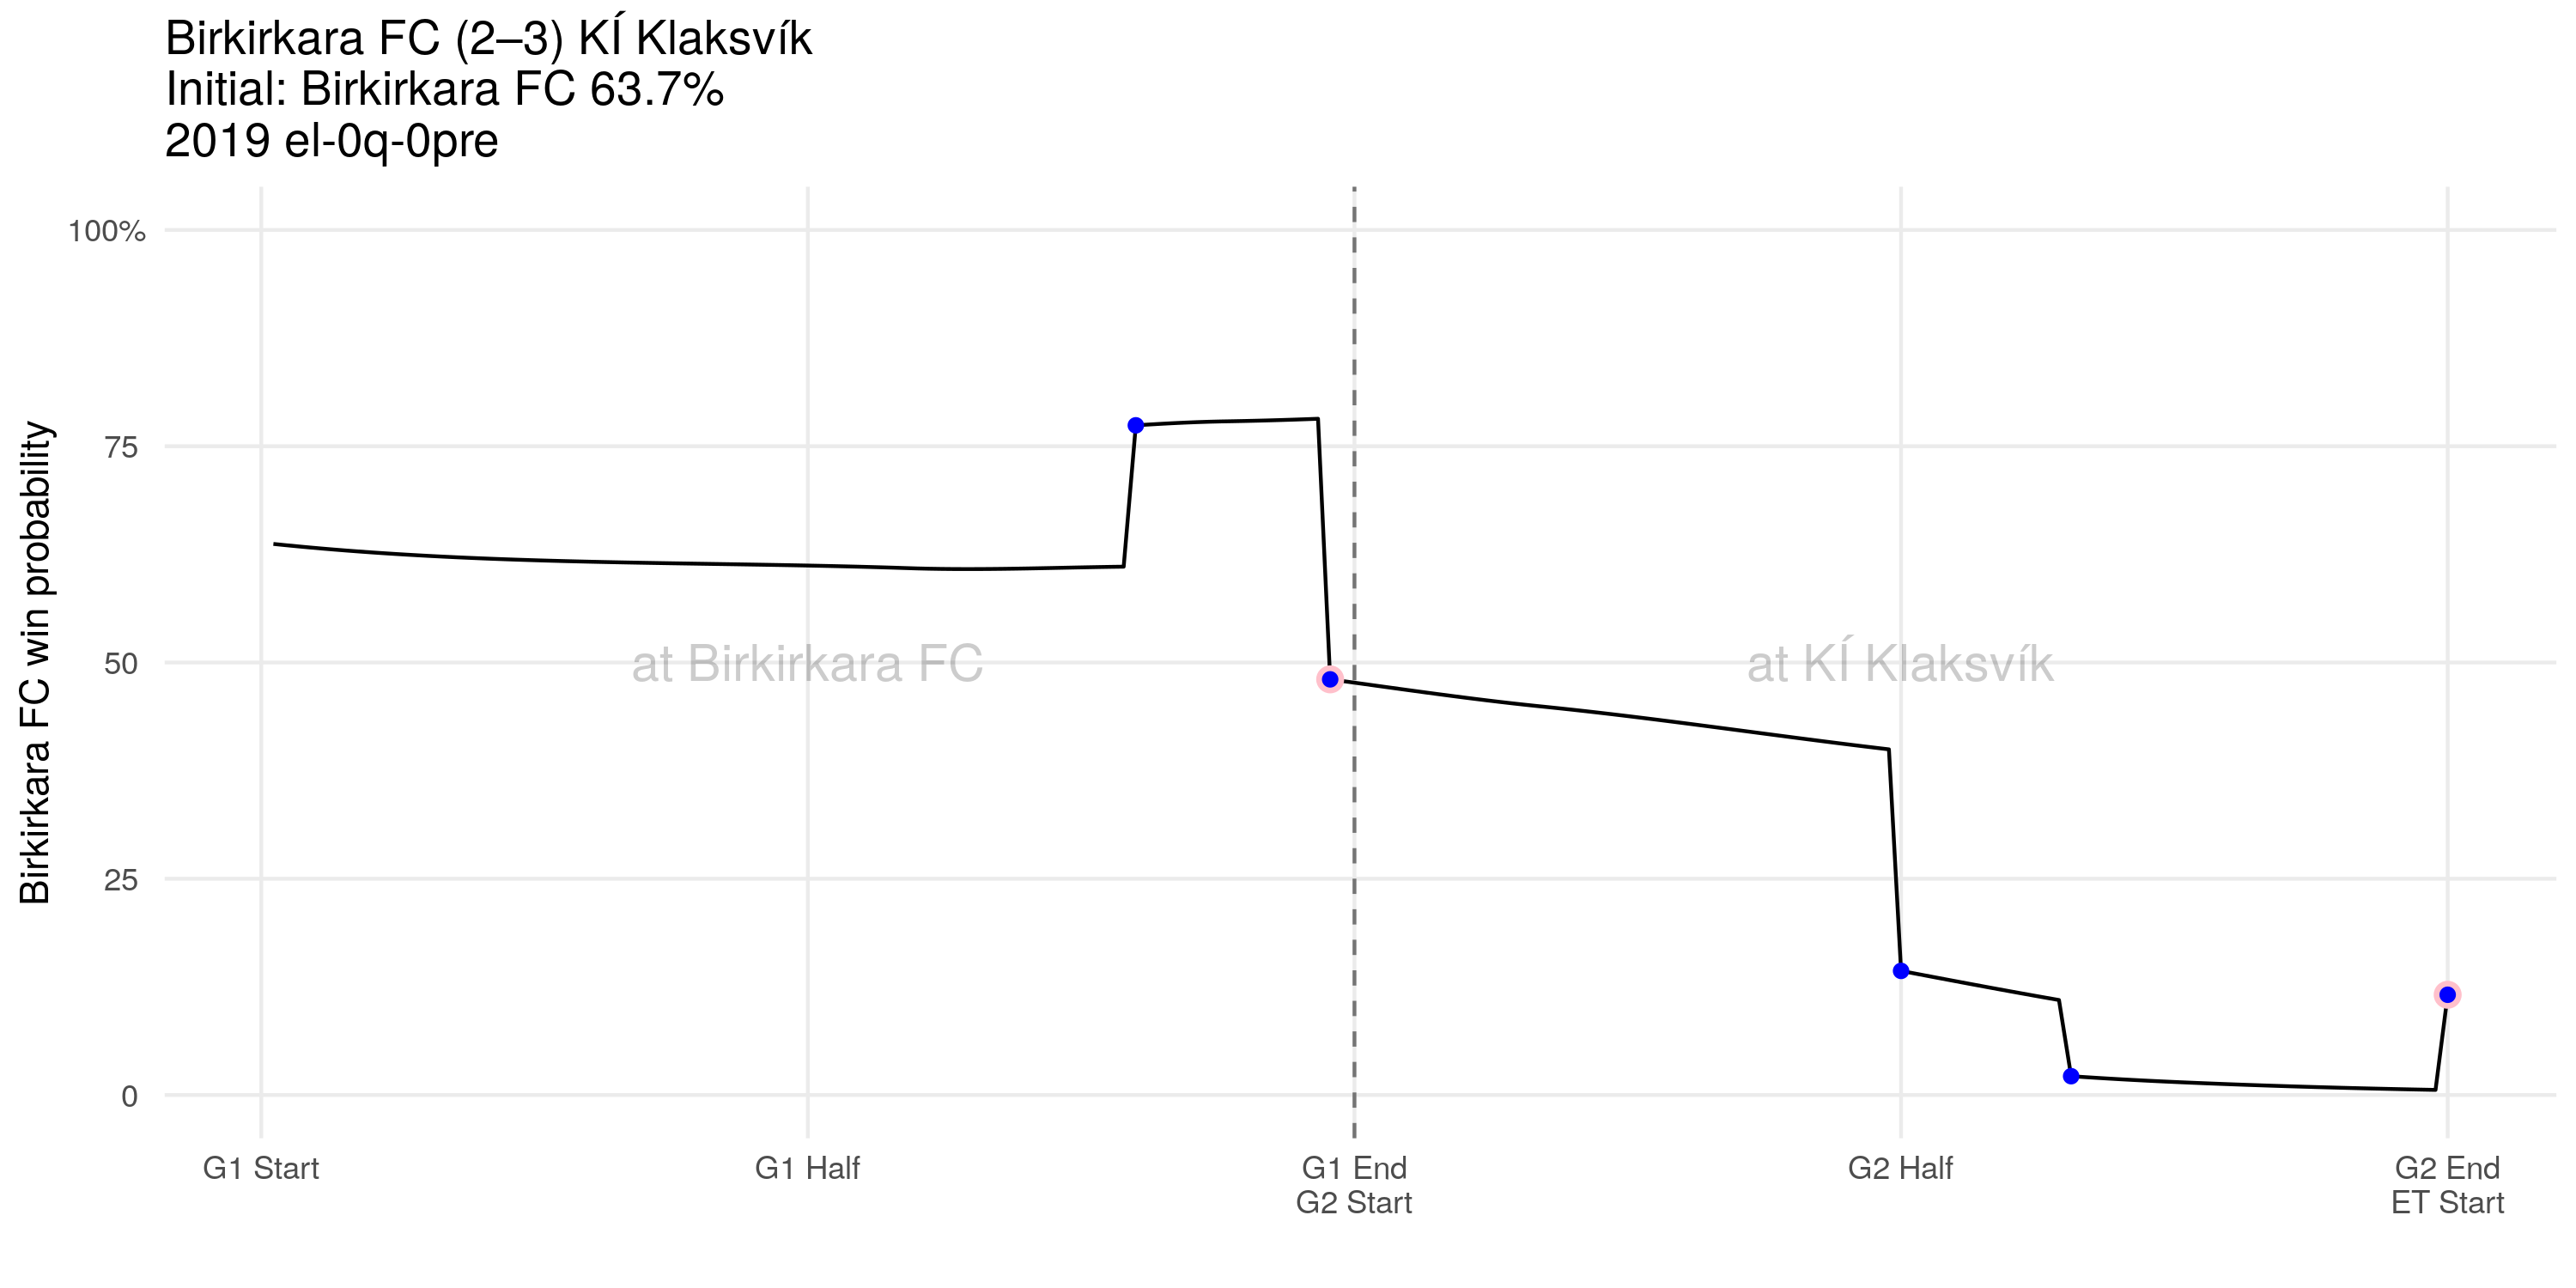 Birkirkara FC (2–3) KÍ Klaksvík
Initial: Birkirkara FC 63.7%
2019 el-0q-0pre
Birkirkara FC win probability
100%
75
50
25
0
at Birkirkara FC
at KÍ Klaksvík
G1 Start
G1 Half
G1 End
G2 Start
G2 Half
G2 End
ET Start